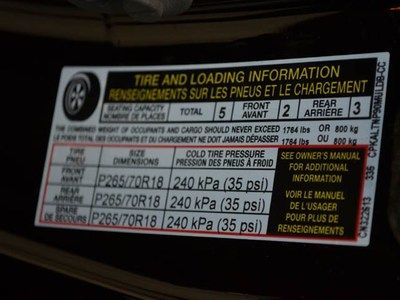 TIRE AND LOADING INFORMATION
RENSEIGNEMENTS SUR LES PNEUS ET LE CHARGEMENT
SEATING CAPACITY
NOMBRE DE PLACES
TOTAL 5
FRONT
AVANT 2
REAR
ARRIÈRE 3
THE COMBINED WEIGHT OF OCCUPANTS AND CARGO SHOULD NEVER EXCEED 1764 lbs OR 800 kg
LE POIDS TOTAL DES OCCUPANTS ET DU CHARGEMENT NE DOIT JAMAIS DÉPASSER 1764 lbs OU 800 kg
TIRE
PNEU
SIZE
DIMENSIONS
COLD TIRE PRESSURE
PRESSION DES PNEUS À FROID
FRONT
AVANT P265/70R18 240 kPa (35 psi)
REAR
ARRIÈRE P265/70R18 240 kPa (35 psi)
SPARE
DE SECOURS P265/70R18 240 kPa (35 psi)
SEE OWNER'S MANUAL
FOR ADDITIONAL
INFORMATION
VOIR LE MANUEL
DE L'USAGER
POUR PLUS DE
RENSEIGNEMENTS